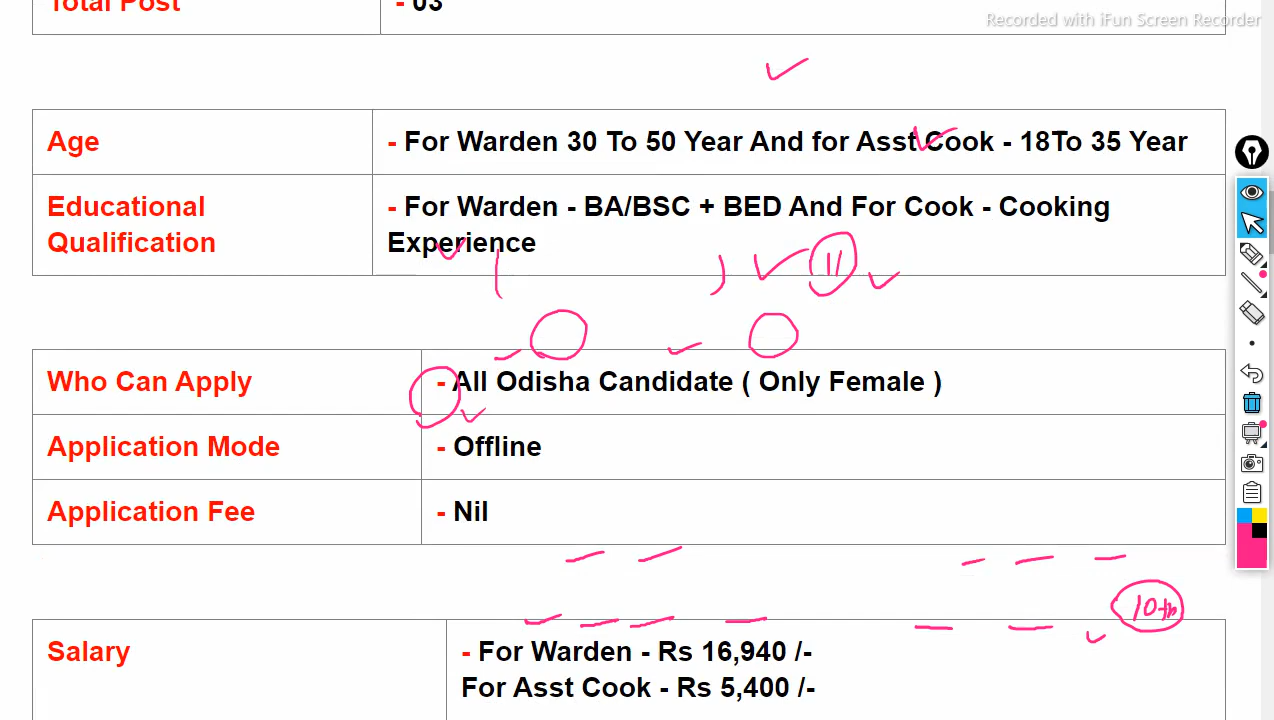 Total Post - 03
Recorded with iFun Screen Recorder
Age - For Warden 30 To 50 Year And for Asst Cook - 18To 35 Year
Educational - For Warden - BA/BSC + BED And For Cook - Cooking
Qualification Experience
11
Who Can Apply - All Odisha Candidate ( Only Female )
Application Mode - Offline
Application Fee - Nil
10th
Salary - For Warden - Rs 16,940 /-
For Asst Cook - Rs 5,400 /-